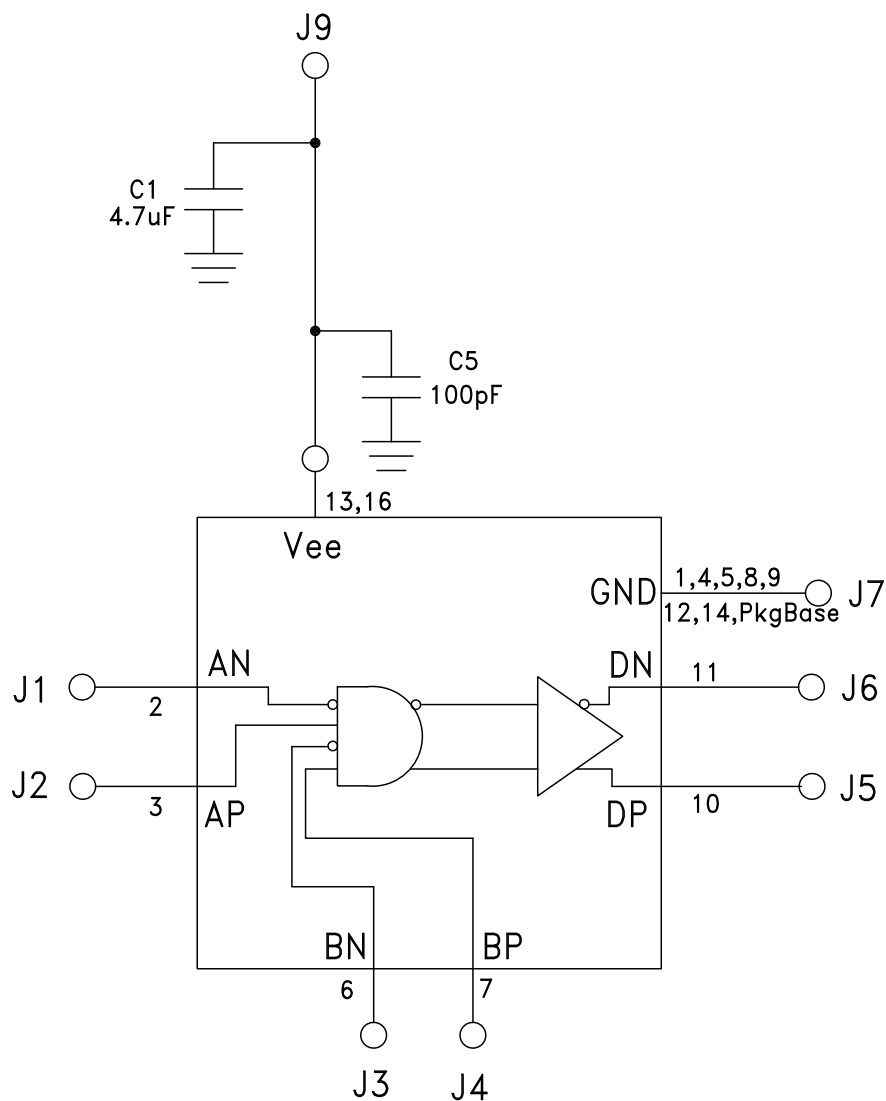 J9
C1
4.7uF
C5
100pF
13,16
Vee
GND
1,4,5,8,9
J7
12,14,PkgBase
AN
DN
11
J1
2
J6
J2
3
AP
DP
10
J5
BN
BP
6
7
J3
J4